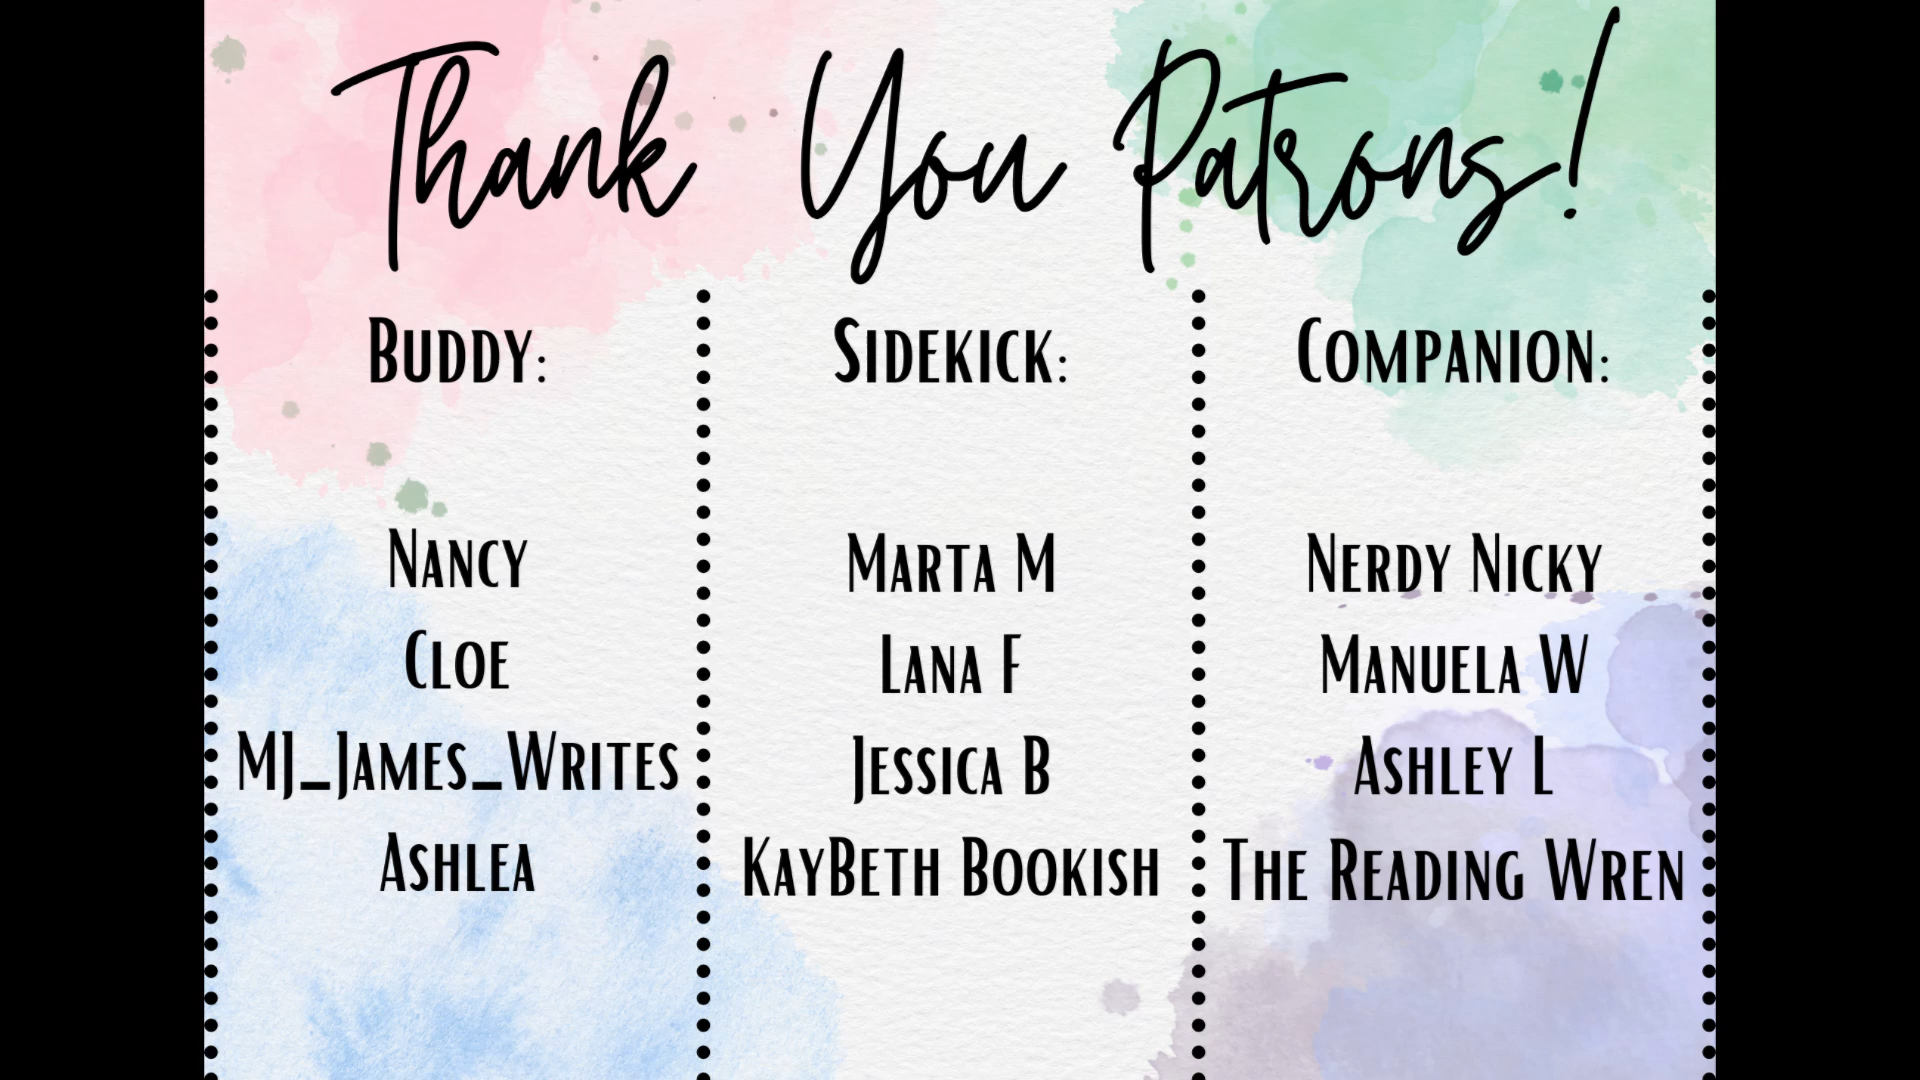 Thank You Patrons!
Buddy:
Nancy
Cloe
MJ_James_Writes
Ashlea
Sidekick:
Marta M
Lana F
Jessica B
KayBeth Bookish
Companion:
Nerdy Nicky
Manuela W
Ashley L
The Reading Wren